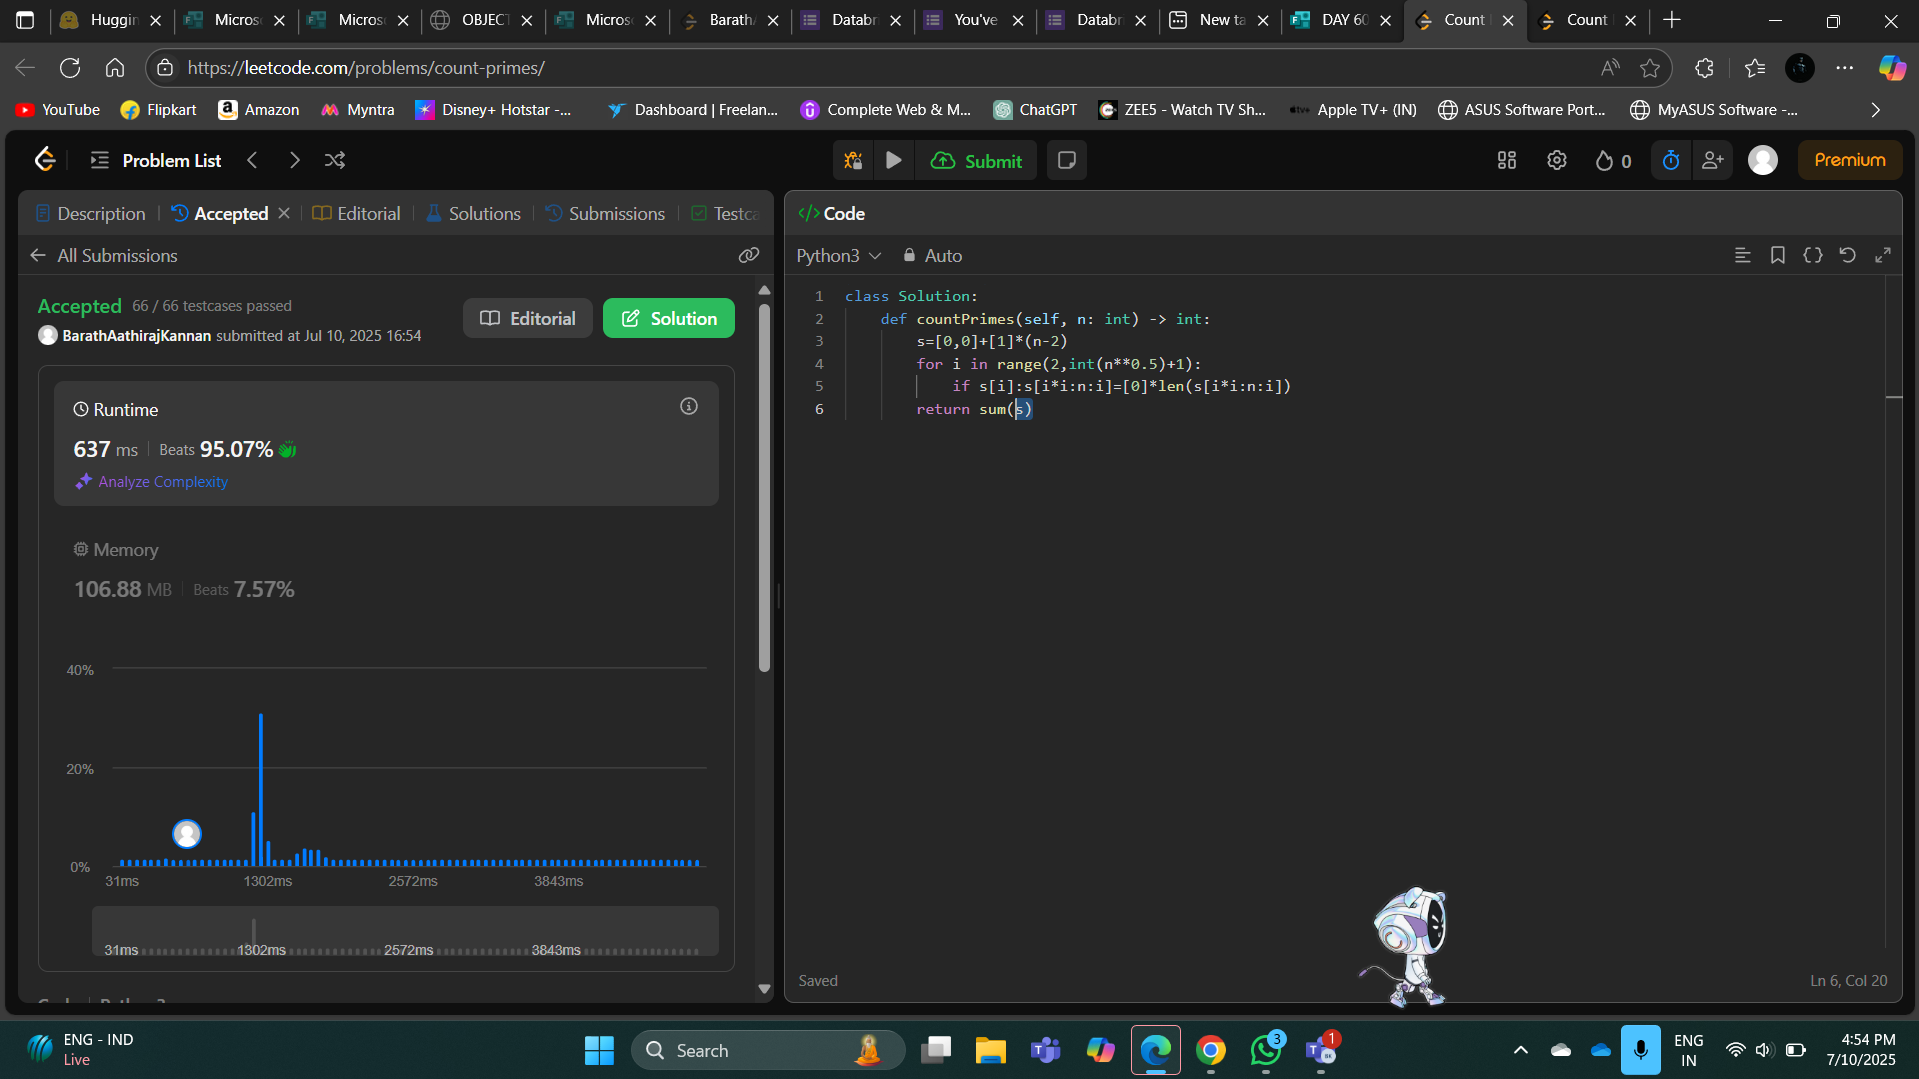 Huggin
Microso
Microso
OBJECT
Microso
Barath
Databri
You've
Databri
New ta
DAY 60
Count
Count
https://leetcode.com/problems/count-primes/
YouTube
Flipkart
Amazon
Myntra
Disney+ Hotstar -...
Dashboard | Freelan...
Complete Web & M...
ChatGPT
ZEE5 - Watch TV Sh...
Apple TV+ (IN)
ASUS Software Port...
MyASUS Software -...
Problem List
Submit
0
Premium
Description
Accepted
Editorial
Solutions
Submissions
Testca
</> Code
All Submissions
Python3
Auto
Accepted 66 / 66 testcases passed
BarathAathirajKannan submitted at Jul 10, 2025 16:54
Editorial
Solution
Runtime
637 ms
Beats 95.07%
Analyze Complexity
Memory
106.88 MB
Beats 7.57%
40%
20%
0%
31ms 1302ms 2572ms 3843ms
31ms 1302ms 2572ms 3843ms
1 class Solution:
2 def countPrimes(self, n: int) -> int:
3 s=[0,0]+[1]*(n-2)
4 for i in range(2,int(n**0.5)+1):
5 if s[i]:s[i*i:n:i]=[0]*len(s[i*i:n:i])
6 return sum(s)
Saved
Ln 6, Col 20
ENG - IND
Live
Search
3
1
ENG
IN
4:54 PM
7/10/2025